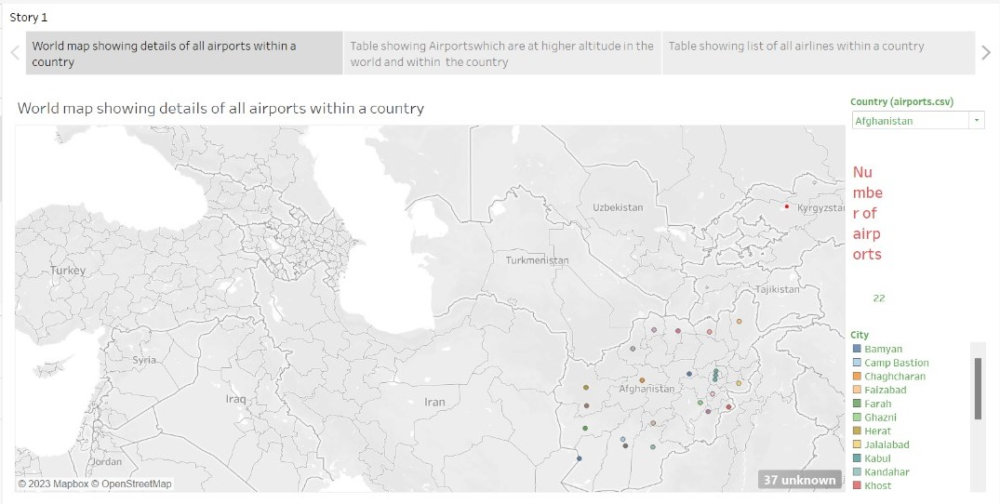 Story 1
World map showing details of all airports within a
country
Table showing Airportswhich are at higher altitude in the
world and within the country
Table showing list of all airlines within a country
World map showing details of all airports within a country
Country (airports.csv)
Afghanistan
Nu
mbe
r of
airp
orts
22
City
Bamyan
Camp Bastion
Chaghcharan
Faizabad
Farah
Ghazni
Herat
Jalalabad
Kabul
Kandahar
Khost
Uzbekistan
Kyrgyzstan
Turkmenistan
Tajikistan
Turkey
Syria
Iraq
Iran
Afghanistan
Jordan
© 2023 Mapbox © OpenStreetMap
37 unknown